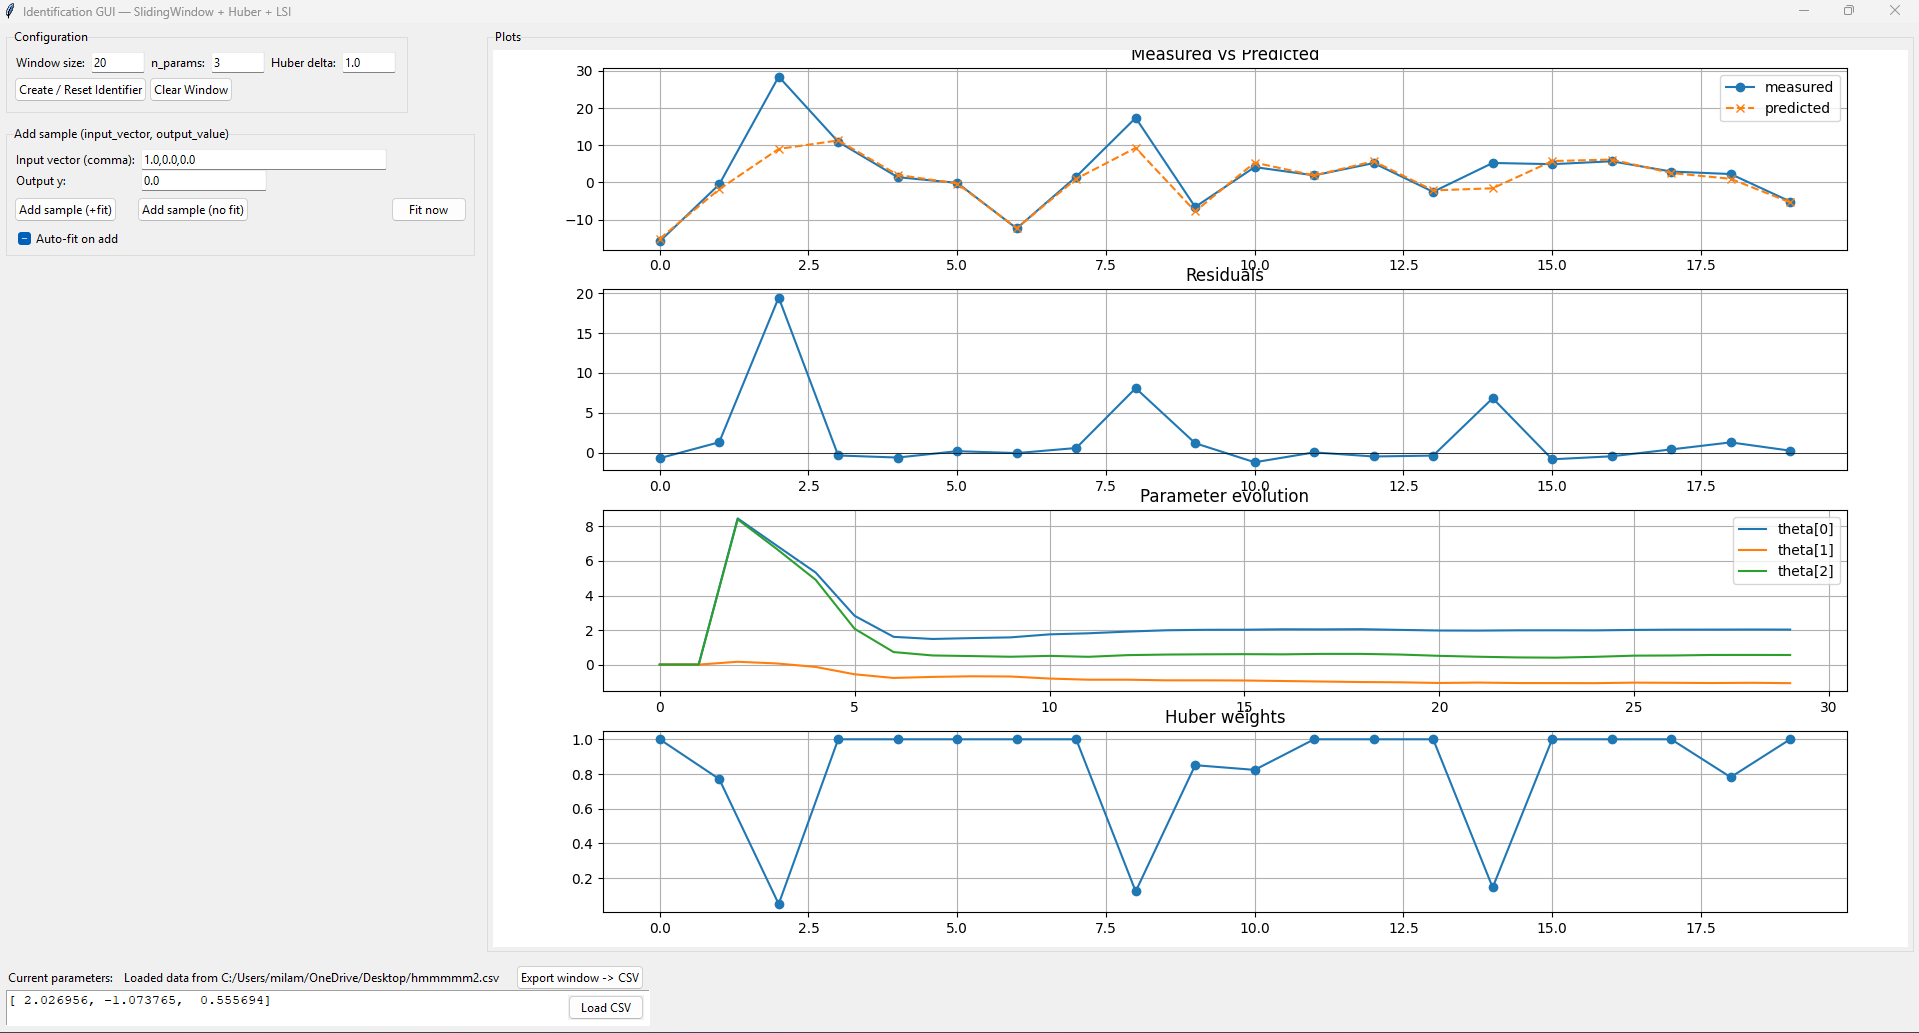 Identification GUI — SlidingWindow + Huber + LSI
Configuration
Window size: 20 n_params: 3 Huber delta: 1.0
Create / Reset Identifier Clear Window
Add sample (input_vector, output_value)
Input vector (comma): 1.0,0.0,0.0
Output y: 0.0
Add sample (+fit) Add sample (no fit) Fit now
Auto-fit on add
Plots
Measured vs Predicted
30
20
10
0
−10
measured
predicted
0.0 2.5 5.0 7.5 10.0 12.5 15.0 17.5
Residuals
20
15
10
5
0
0.0 2.5 5.0 7.5 10.0 12.5 15.0 17.5
Parameter evolution
8
6
4
2
0
theta[0]
theta[1]
theta[2]
0 5 10 15 20 25 30
Huber weights
1.0
0.8
0.6
0.4
0.2
0.0 2.5 5.0 7.5 10.0 12.5 15.0 17.5
Current parameters: Loaded data from C:/Users/milam/OneDrive/Desktop/hmmmmm2.csv Export window -> CSV
[ 2.026956, -1.073765, 0.555694]
Load CSV